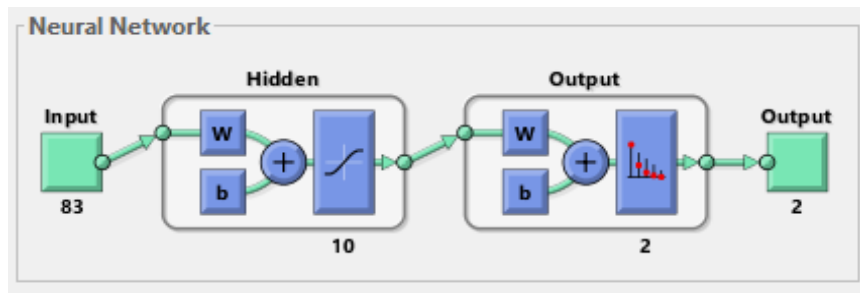 Neural Network
Hidden Output
Input Output
W W
+ +
b b
83 2
10 2